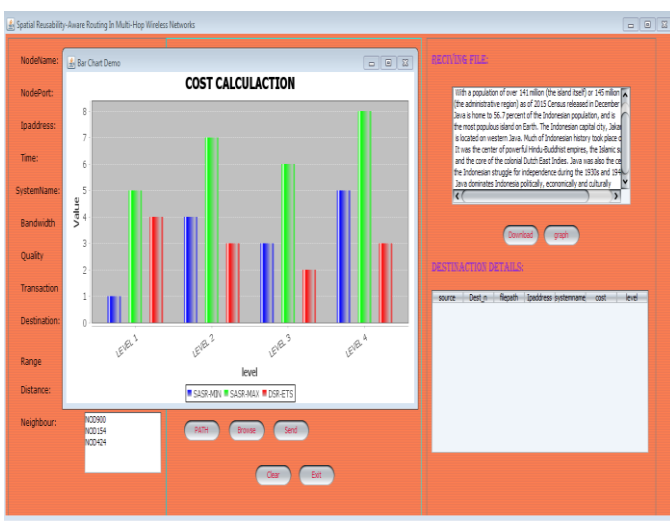 Spatial Reusability-Aware Routing In Multi-Hop Wireless Networks
NodeName:
NodePort:
Ipaddress:
Time:
SystemName:
Bandwidth
Quality
Transaction
Destination:
Range
Distance:
Neighbour:
NOD900
NOD154
NOD424
Bar Chart Demo
COST CALCULACTION
Value
8
7
6
5
4
3
2
1
0
LEVEL 1
LEVEL 2
LEVEL 3
LEVEL 4
level
SASR-MIN SASR-MAX DSR-ETS
PATH
Browse
Send
Clear
Exit
RECIVING FILE:
With a population of over 141 million (the island itself) or 145 million
(the administrative region) as of 2015 Census released in December
Java is home to 56.7 percent of the Indonesian population, and is
the most populous island on Earth. The Indonesian capital city, Jakar
is located on western Java. Much of Indonesian history took place o
It was the center of powerful Hindu-Buddhist empires, the Islamic su
and the core of the colonial Dutch East Indies. Java was also the ce
the Indonesian struggle for independence during the 1930s and 194
Java dominates Indonesia politically, economically and culturally
Download
graph
DESTINACTION DETAILS:
source Dest_n filepath Ipaddress systemname cost level